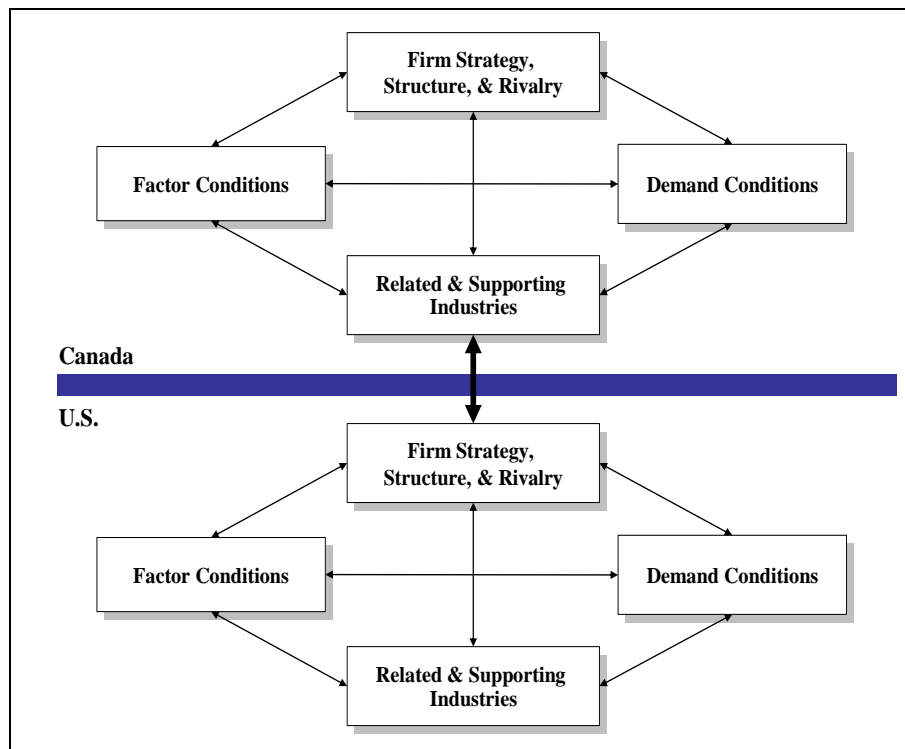 Firm Strategy,
Structure, & Rivalry
Factor Conditions
Demand Conditions
Related & Supporting
Industries
Canada
U.S.
Firm Strategy,
Structure, & Rivalry
Factor Conditions
Demand Conditions
Related & Supporting
Industries